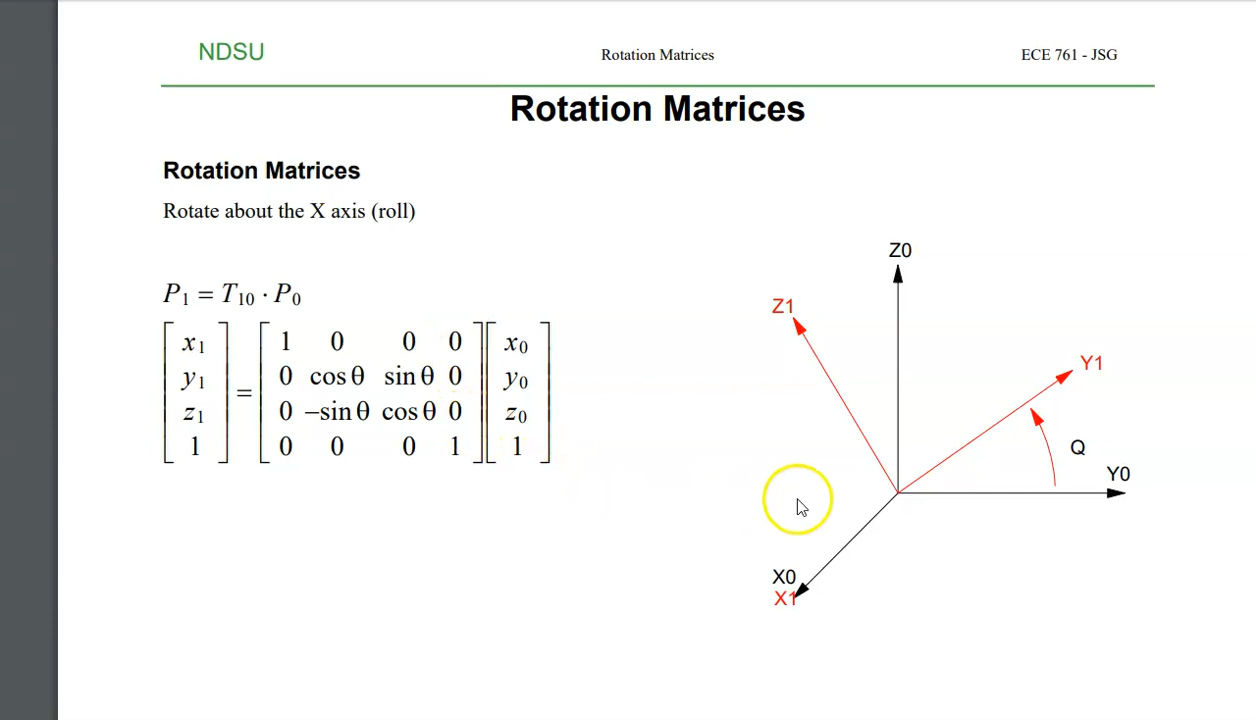 NDSU Rotation Matrices ECE 761 - JSG
Rotation Matrices
Rotation Matrices
Rotate about the X axis (roll)
P1 = T10 · P0
[x1] = [1 0 0 0][x0]
[y1] = [0 cosθ sinθ 0][y0]
[z1] = [0 −sinθ cosθ 0][z0]
[1] = [0 0 0 1][1]
Z0
Z1
Y1
Q
Y0
X0
X1